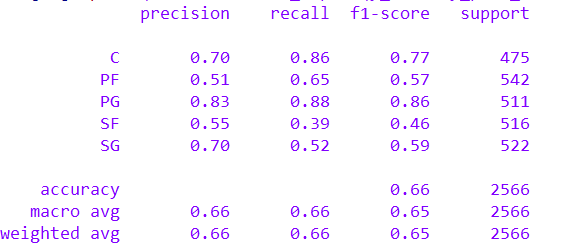 precision recall f1-score support
C 0.70 0.86 0.77 475
PF 0.51 0.65 0.57 542
PG 0.83 0.88 0.86 511
SF 0.55 0.39 0.46 516
SG 0.70 0.52 0.59 522
accuracy 0.66 2566
macro avg 0.66 0.66 0.65 2566
weighted avg 0.66 0.66 0.65 2566